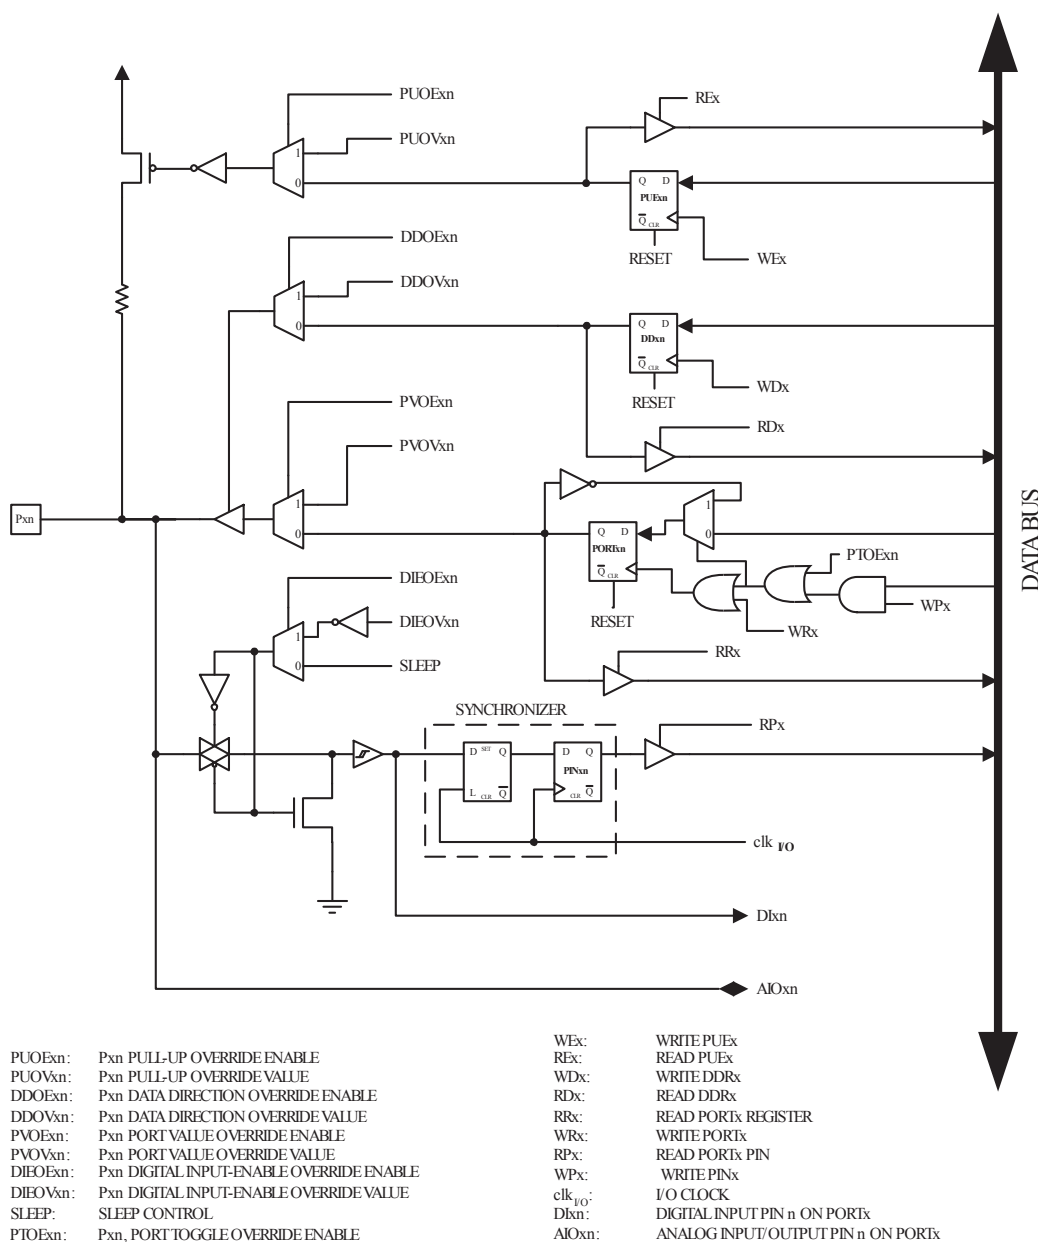 PUOExn
REx
PUOVxn
1
0
Q D
PUExn
Q CLR
RESET
WEx
DDOExn
DDOVxn
1
0
Q D
DDxn
Q CLR
RESET
WDx
PVOExn
RDx
PVOVxn
1
0
1
0
Pxn
Q D
PORTxn
Q CLR
RESET
PTOExn
WPx
WRx
DATA BUS
DIEOExn
DIEOVxn
1
0
SLEEP
RRx
SYNCHRONIZER
RPx
D SET Q
L CLR Q
D Q
PINxn
CLR Q
clk I/O
DIxn
AIOxn
PUOExn: Pxn PULL-UP OVERRIDE ENABLE
PUOVxn: Pxn PULL-UP OVERRIDE VALUE
DDOExn: Pxn DATA DIRECTION OVERRIDE ENABLE
DDOVxn: Pxn DATA DIRECTION OVERRIDE VALUE
PVOExn: Pxn PORT VALUE OVERRIDE ENABLE
PVOVxn: Pxn PORT VALUE OVERRIDE VALUE
DIEOExn: Pxn DIGITAL INPUT-ENABLE OVERRIDE ENABLE
DIEOVxn: Pxn DIGITAL INPUT-ENABLE OVERRIDE VALUE
SLEEP: SLEEP CONTROL
PTOExn: Pxn, PORT TOGGLE OVERRIDE ENABLE
WEx: WRITE PUEx
REx: READ PUEx
WDx: WRITE DDRx
RDx: READ DDRx
RRx: READ PORTx REGISTER
WRx: WRITE PORTx
RPx: READ PORTx PIN
WPx: WRITE PINx
clk I/O: I/O CLOCK
DIxn: DIGITAL INPUT PIN n ON PORTx
AIOxn: ANALOG INPUT/OUTPUT PIN n ON PORTx